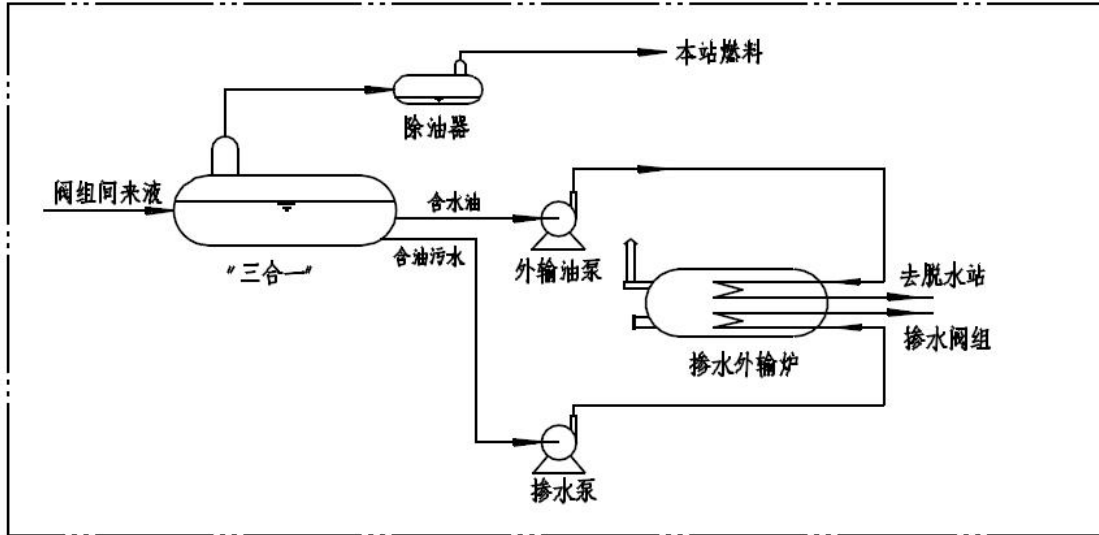 本站燃料
除油器
阀组间来液
含水油
含油污水
"三合一"
外输油泵
去脱水站
掺水阀组
掺水外输炉
掺水泵